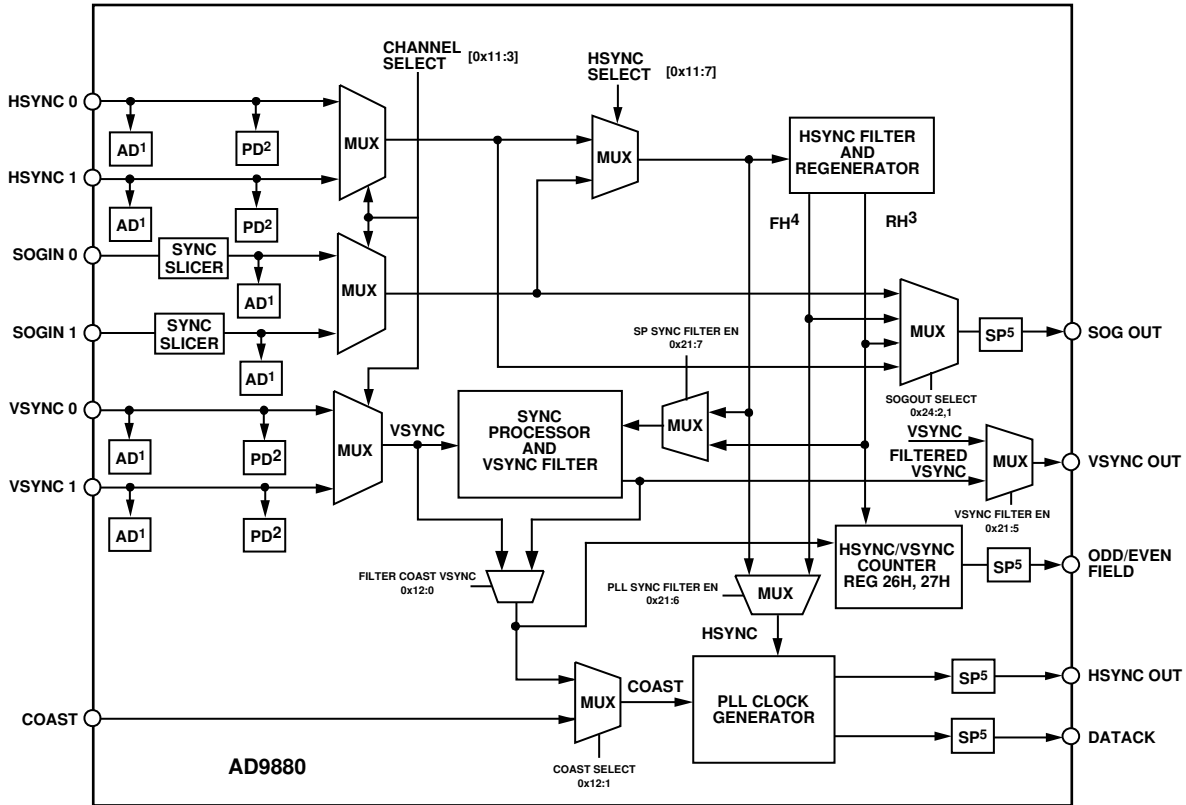 CHANNEL
SELECT [0x11:3]
HSYNC
SELECT [0x11:7]
HSYNC 0
AD1
PD2
MUX
MUX
HSYNC FILTER
AND
REGENERATOR
HSYNC 1
AD1
PD2
FH4
RH3
SOGIN 0
SYNC
SLICER
AD1
MUX
SOGIN 1
SYNC
SLICER
AD1
SP SYNC FILTER EN
0x21:7
MUX
SP5
SOG OUT
SOGOUT SELECT
0x24:2,1
VSYNC 0
AD1
PD2
MUX
VSYNC
SYNC
PROCESSOR
AND
VSYNC FILTER
MUX
VSYNC
FILTERED
VSYNC
MUX
VSYNC OUT
VSYNC FILTER EN
0x21:5
VSYNC 1
AD1
PD2
FILTER COAST VSYNC
0x12:0
PLL SYNC FILTER EN
0x21:6
MUX
HSYNC/VSYNC
COUNTER
REG 26H, 27H
SP5
ODD/EVEN
FIELD
HSYNC
COAST
MUX
COAST
PLL CLOCK
GENERATOR
SP5
HSYNC OUT
SP5
DATACK
COAST SELECT
0x12:1
AD9880